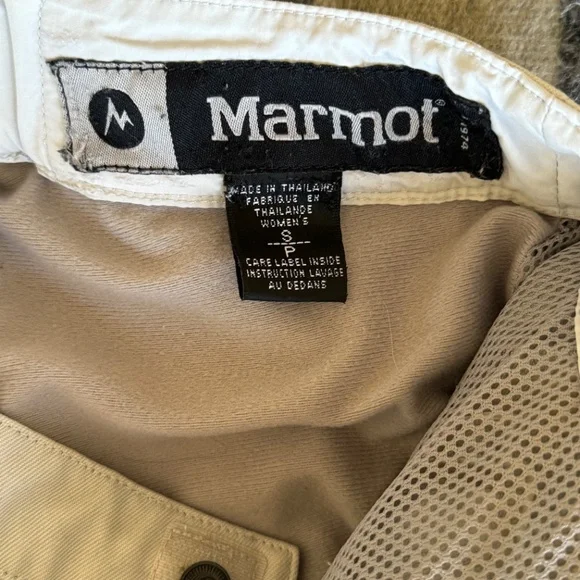 Marmot®
1974
MADE IN THAILAND
FABRIQUE EN
THAILANDE
WOMEN'S
S
P
CARE LABEL INSIDE
INSTRUCTION LAVAGE
AU DEDANS